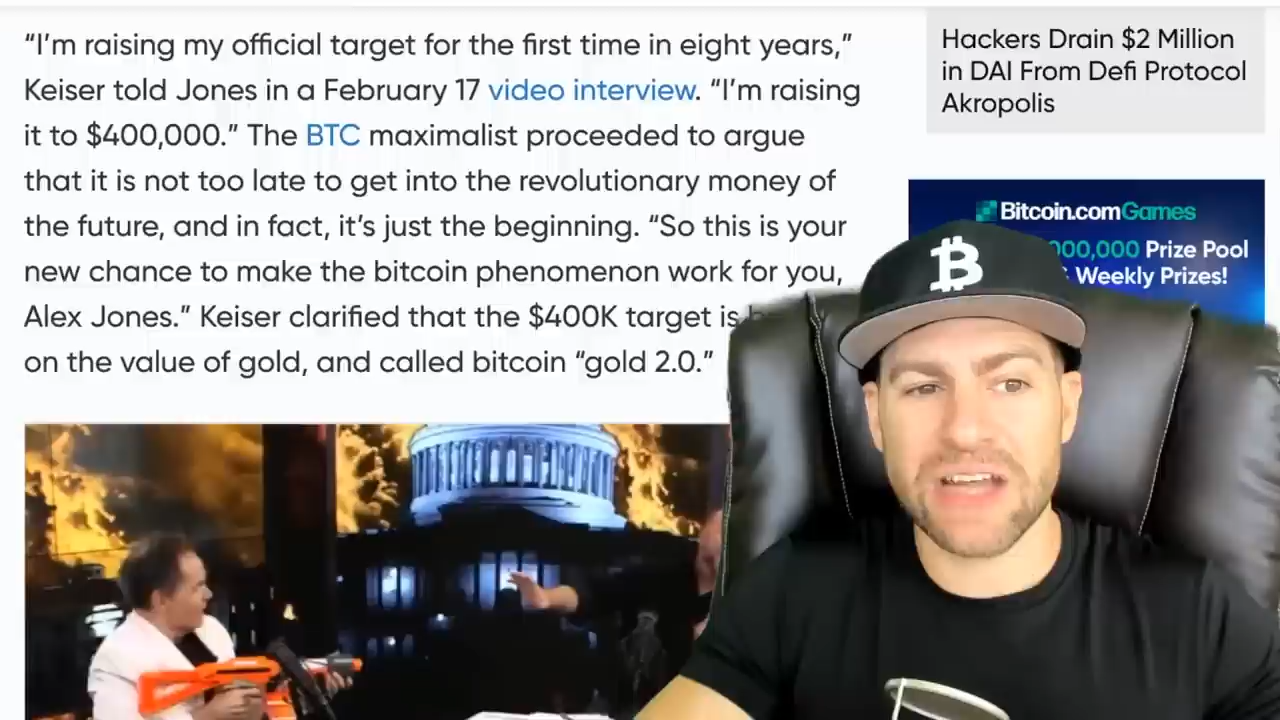 “I’m raising my official target for the first time in eight years,”
Keiser told Jones in a February 17 video interview. “I’m raising
it to $400,000.” The BTC maximalist proceeded to argue
that it is not too late to get into the revolutionary money of
the future, and in fact, it’s just the beginning. “So this is your
new chance to make the bitcoin phenomenon work for you,
Alex Jones.” Keiser clarified that the $400K target is
on the value of gold, and called bitcoin “gold 2.0.”
Hackers Drain $2 Million
in DAI From Defi Protocol
Akropolis
Bitcoin.comGames
000,000 Prize Pool
Weekly Prizes!